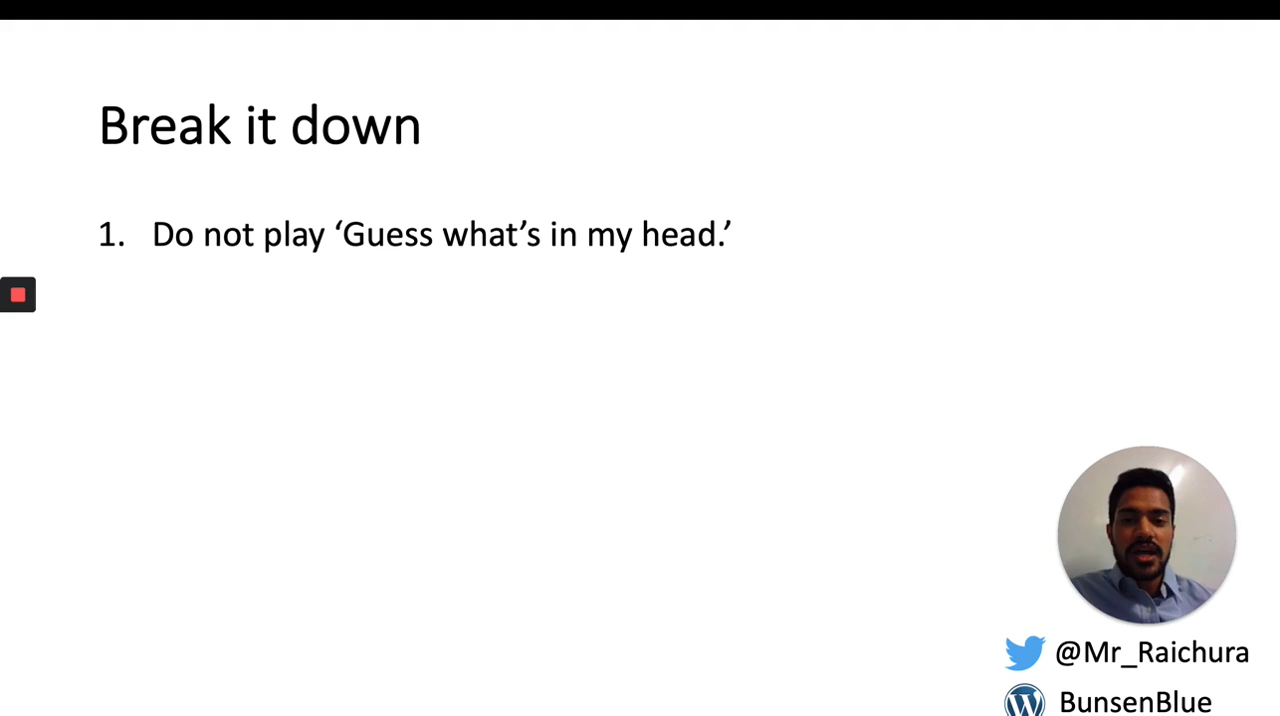 Break it down
1. Do not play ‘Guess what’s in my head.’
@Mr_Raichura
BunsenBlue